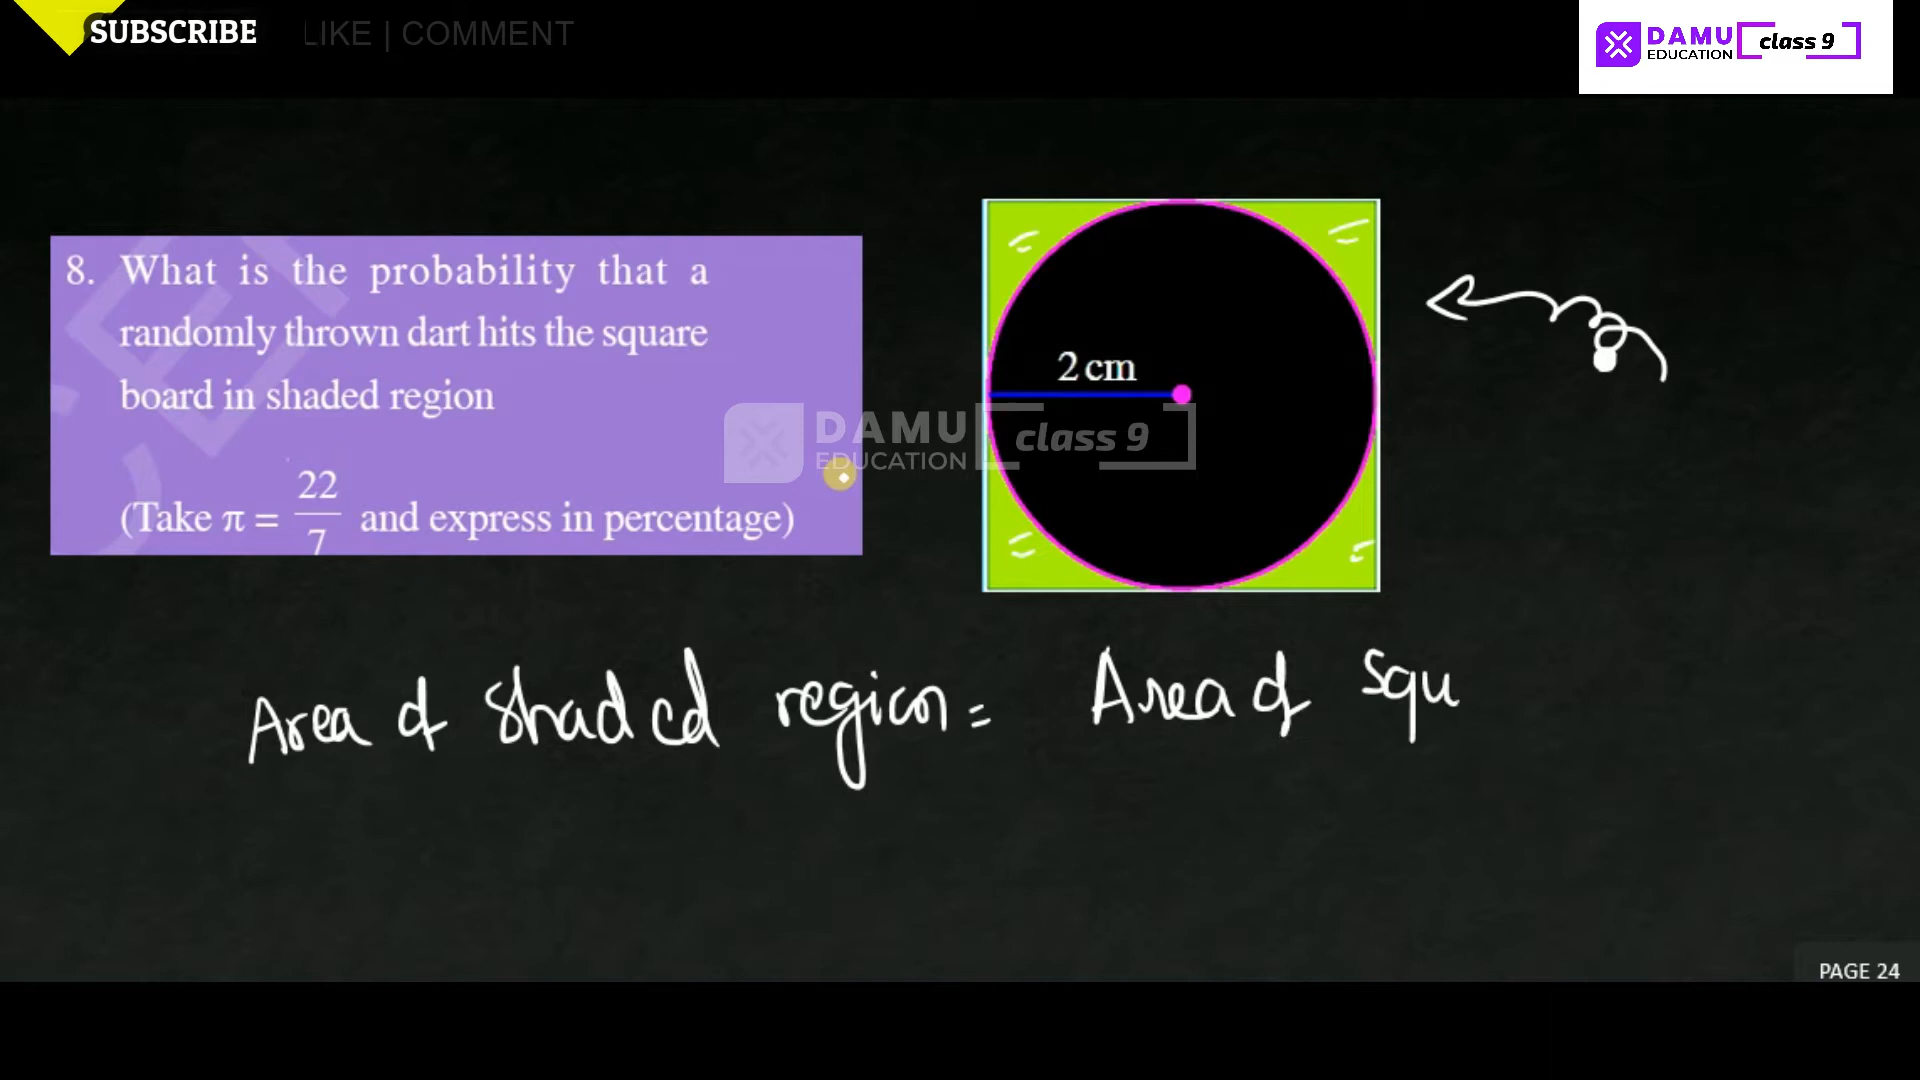 SUBSCRIBE
LIKE | COMMENT
DAMU
EDUCATION
class 9
8. What is the probability that a
randomly thrown dart hits the square
board in shaded region
(Take π = 22/7 and express in percentage)
2 cm
DAMU
EDUCATION
class 9
Area of shaded region = Area of squ
PAGE 24